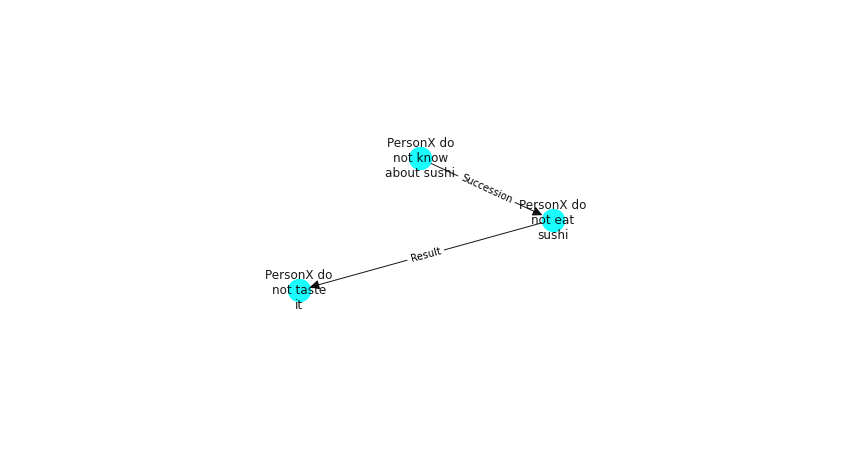 PersonX do
not know
about sushi
Succession
PersonX do
not eat
sushi
Result
PersonX do
not taste
it